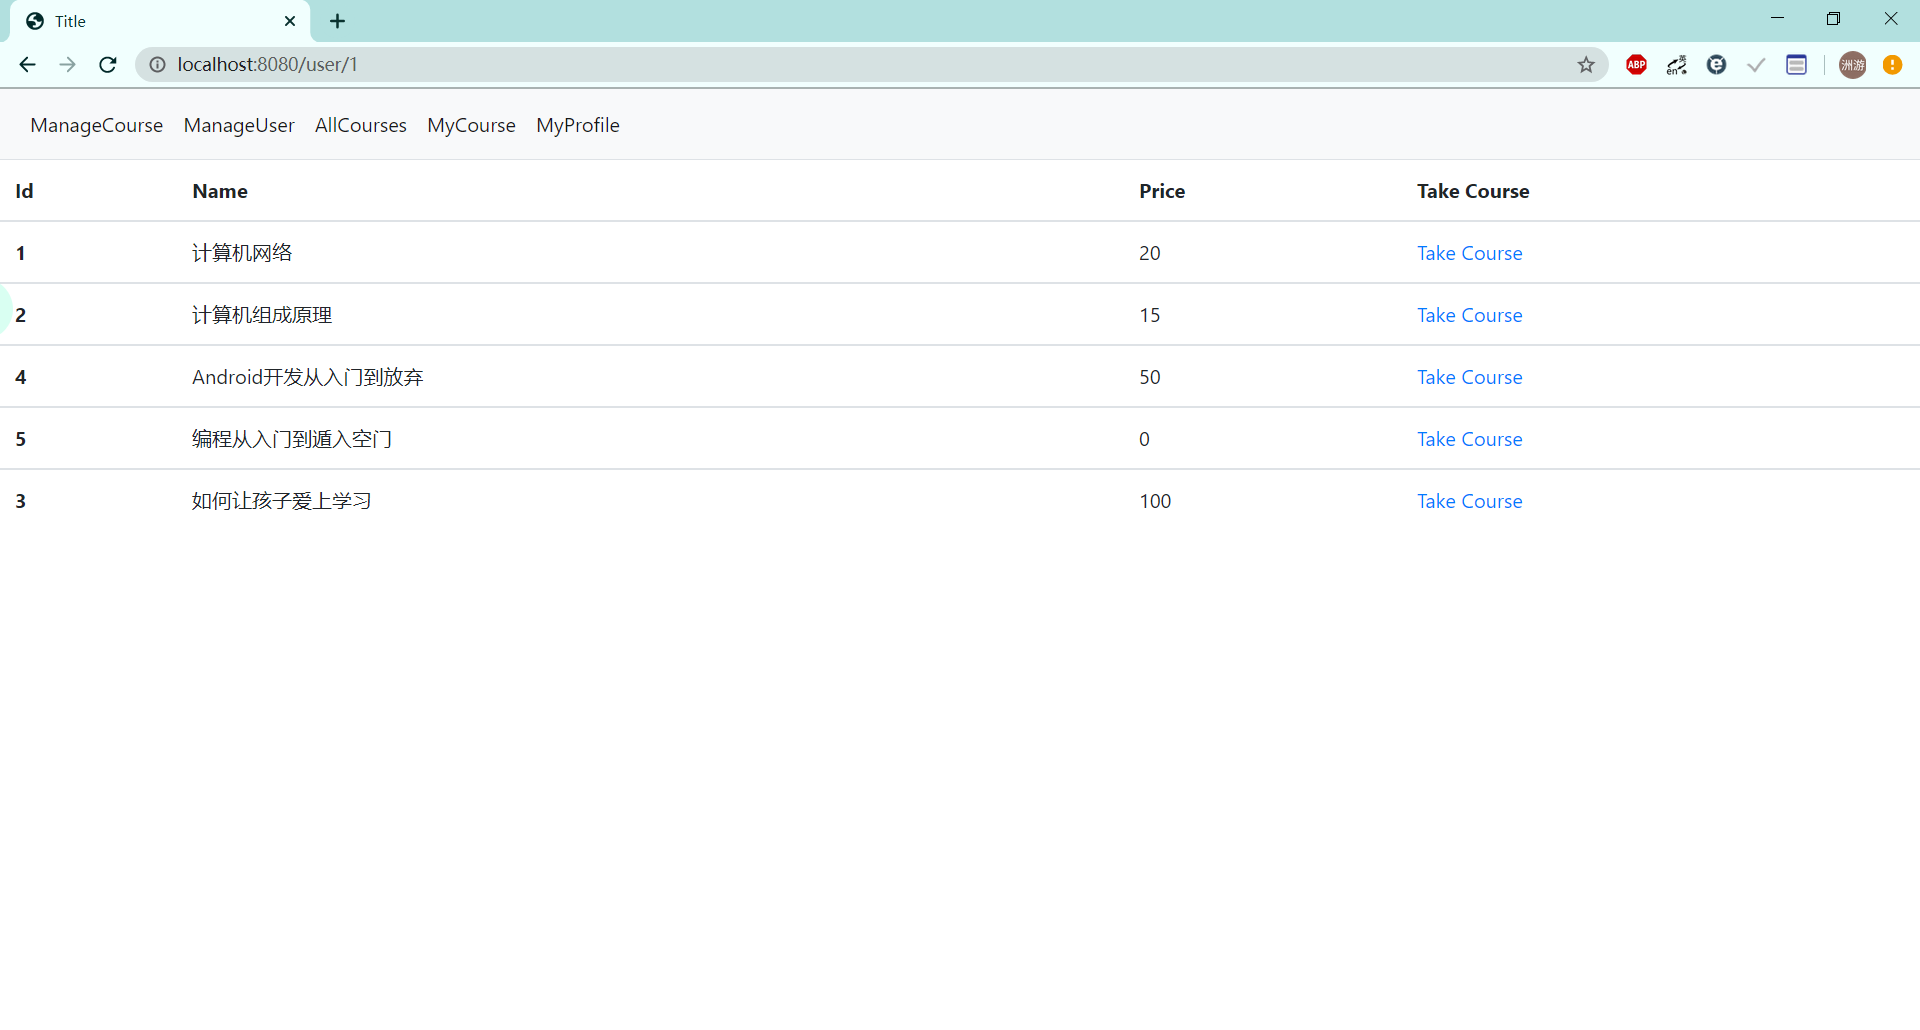 Title
localhost:8080/user/1
ABP
英
en
洲游
ManageCourse ManageUser AllCourses MyCourse MyProfile
Id Name Price Take Course
1 计算机网络 20 Take Course
2 计算机组成原理 15 Take Course
4 Android开发从入门到放弃 50 Take Course
5 编程从入门到遁入空门 0 Take Course
3 如何让孩子爱上学习 100 Take Course